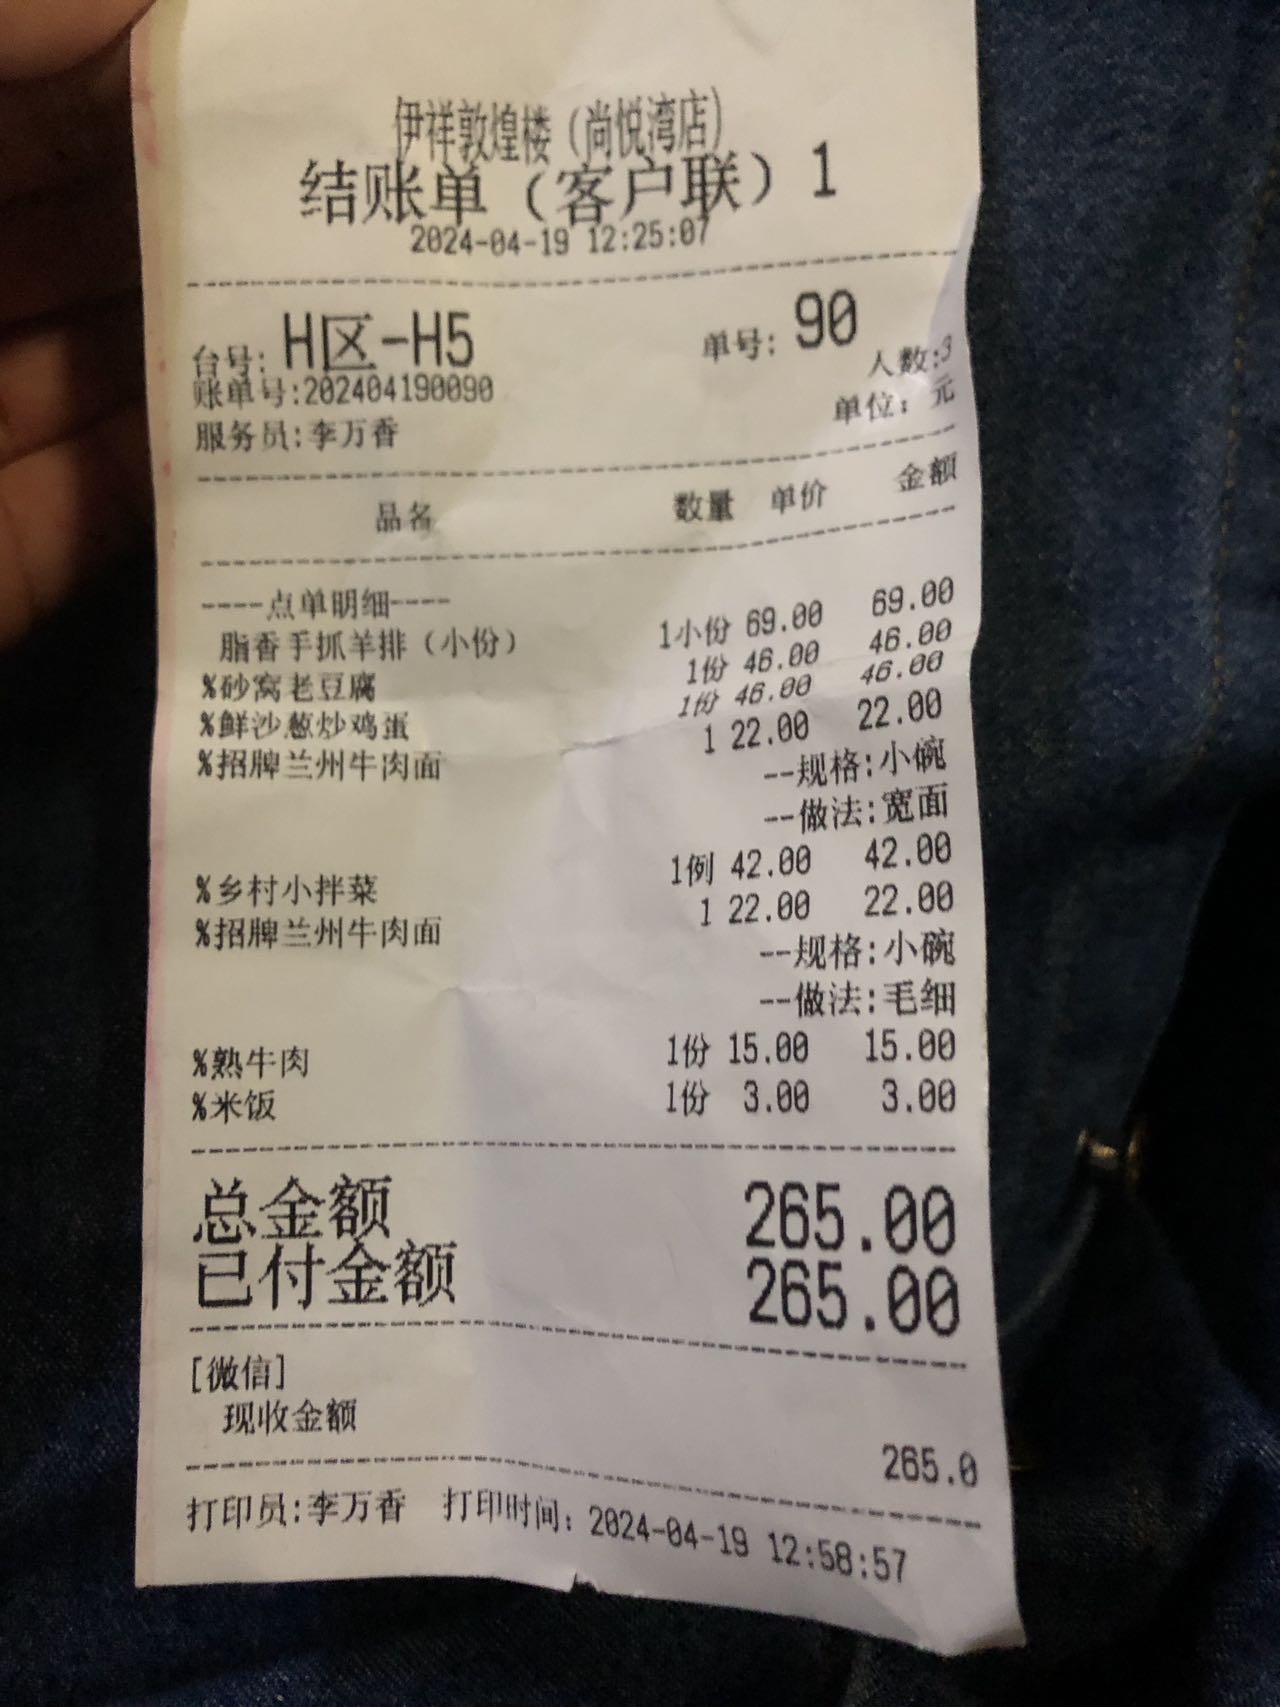 伊祥敦煌楼（尚悦湾店）
结账单（客户联）1
2024-04-19 12:25:07
台号: H区-H5 单号: 90
人数:3
账单号:202404190090
单位: 元
服务员:李万香
品名 数量 单价 金额
----点单明细----
脂香手抓羊排（小份） 1小份 69.00 69.00
%砂窝老豆腐 1份 46.00 46.00
%鲜沙葱炒鸡蛋 1份 46.00 46.00
%招牌兰州牛肉面 1 22.00 22.00
--规格:小碗
--做法:宽面
%乡村小拌菜 1例 42.00 42.00
%招牌兰州牛肉面 1 22.00 22.00
--规格:小碗
--做法:毛细
%熟牛肉 1份 15.00 15.00
%米饭 1份 3.00 3.00
总金额 265.00
已付金额 265.00
[微信]
现收金额 265.0
打印员:李万香 打印时间: 2024-04-19 12:58:57